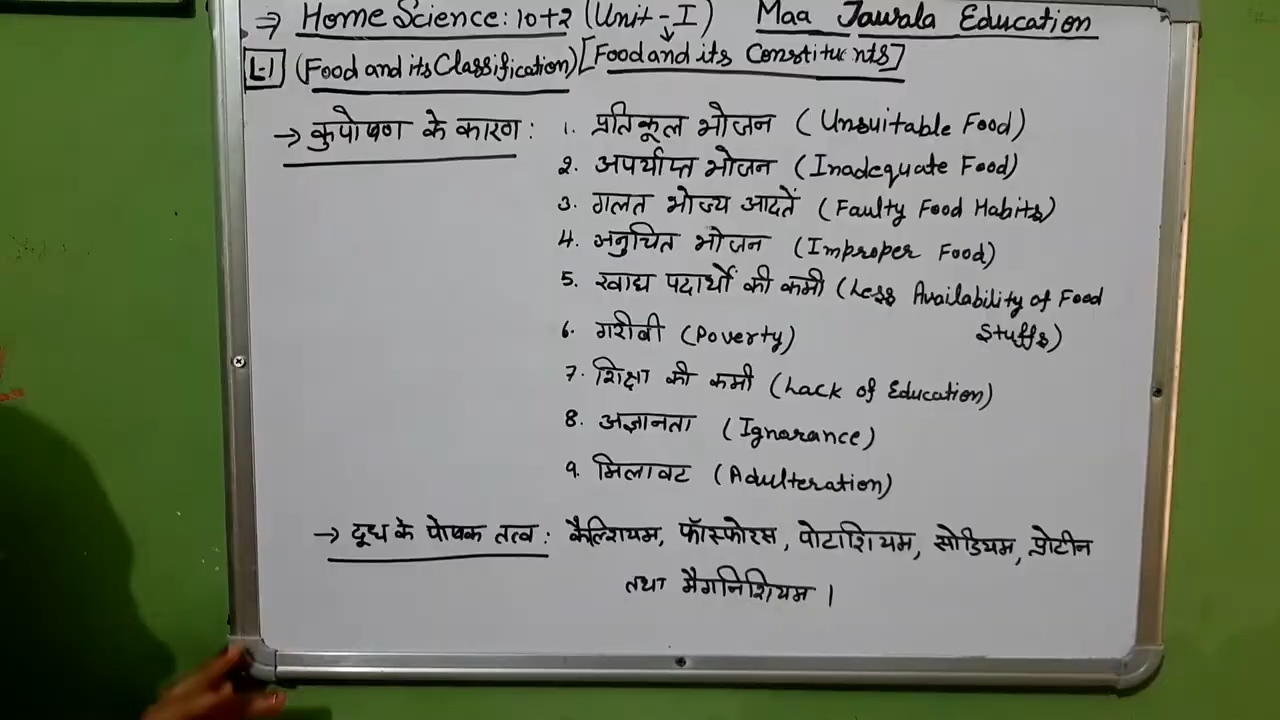 ⇒ Home Science: 10+2 (Unit-I) Maa Jawala Education
L-1 (Food and its Classification) [Food and its Constituents]
→ कुपोषण के कारण : 1. प्रतिकूल भोजन (Unsuitable Food)
2. अपर्याप्त भोजन (Inadequate Food)
3. गलत भोज्य आदतें (Faulty Food Habits)
4. अनुचित भोजन (Improper Food)
5. खाद्य पदार्थों की कमी (Less Availability of Food
Stuffs)
6. गरीबी (Poverty)
7. शिक्षा की कमी (Lack of Education)
8. अज्ञानता (Ignarance)
9. मिलावट (Adulteration)
→ दूध के पोषक तत्व : कैल्शियम, फॉस्फोरस, पोटाशियम, सोडियम, प्रोटीन
तथा मैगनिशियम ।